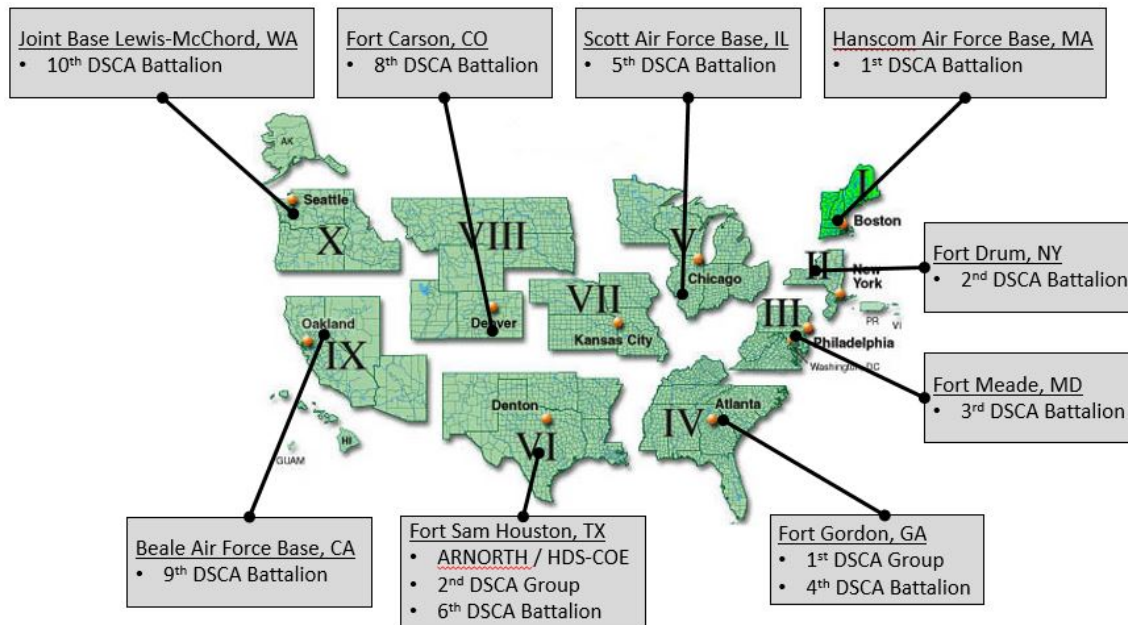 Joint Base Lewis-McChord, WA
• 10th DSCA Battalion
Fort Carson, CO
• 8th DSCA Battalion
Scott Air Force Base, IL
• 5th DSCA Battalion
Hanscom Air Force Base, MA
• 1st DSCA Battalion
AK
Seattle
X
VIII
V
Chicago
I
Boston
II
New
York
Fort Drum, NY
• 2nd DSCA Battalion
Oakland
IX
Denver
VII
Kansas City
III
PR
VI
Philadelphia
Washington, DC
Fort Meade, MD
• 3rd DSCA Battalion
HI
GUAM
Denton
VI
IV
Atlanta
Beale Air Force Base, CA
• 9th DSCA Battalion
Fort Sam Houston, TX
• ARNORTH / HDS-COE
• 2nd DSCA Group
• 6th DSCA Battalion
Fort Gordon, GA
• 1st DSCA Group
• 4th DSCA Battalion